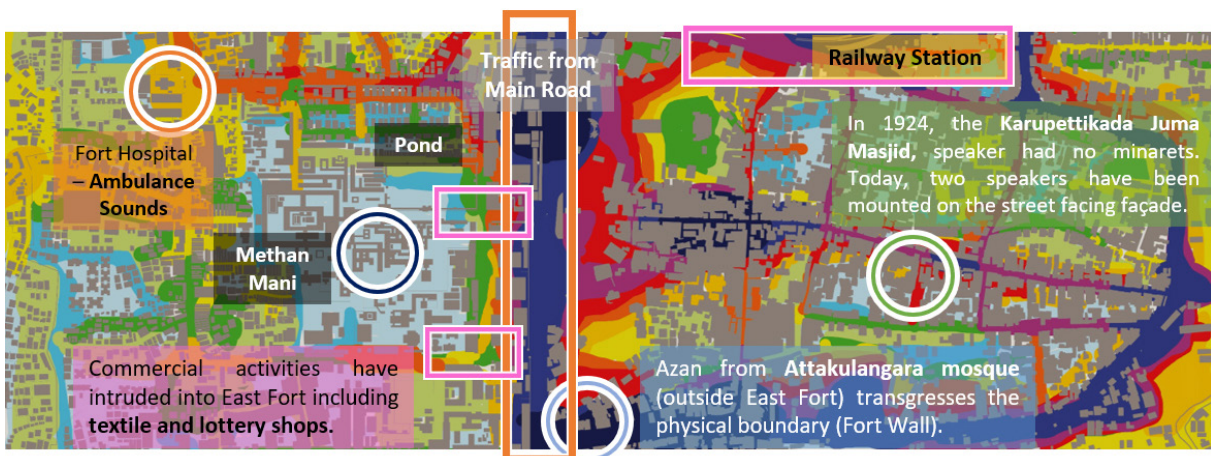 Traffic from
Main Road
Railway Station
Pond
Fort Hospital
– Ambulance
Sounds
Methan
Mani
In 1924, the Karupettikada Juma
Masjid, speaker had no minarets.
Today, two speakers have been
mounted on the street facing façade.
Commercial activities have
intruded into East Fort including
textile and lottery shops.
Azan from Attakulangara mosque
(outside East Fort) transgresses the
physical boundary (Fort Wall).